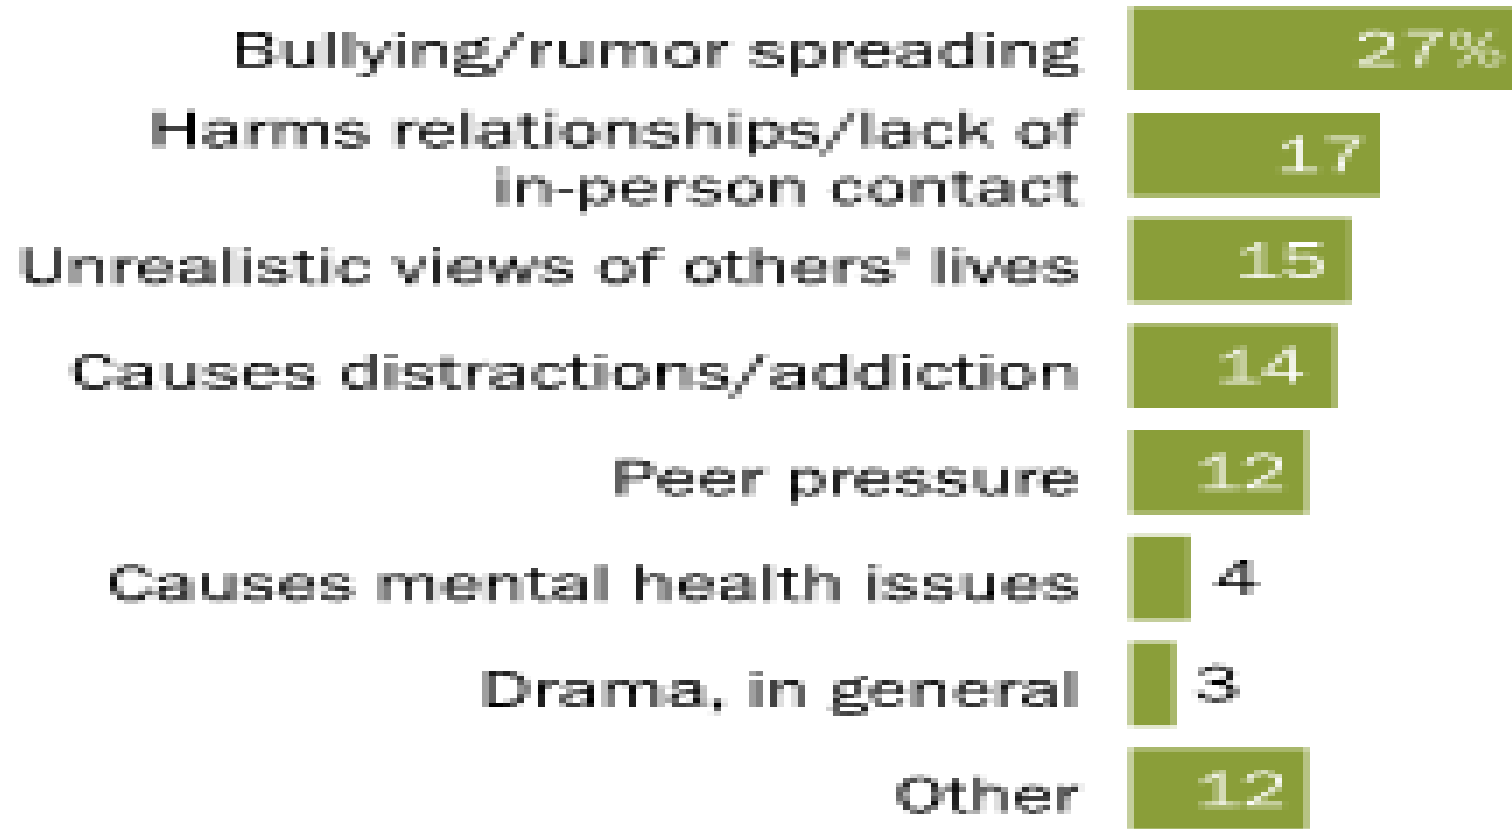 Bullying/rumor spreading 27%
Harms relationships/lack of
in-person contact 17
Unrealistic views of others' lives 15
Causes distractions/addiction 14
Peer pressure 12
Causes mental health issues 4
Drama, in general 3
Other 12